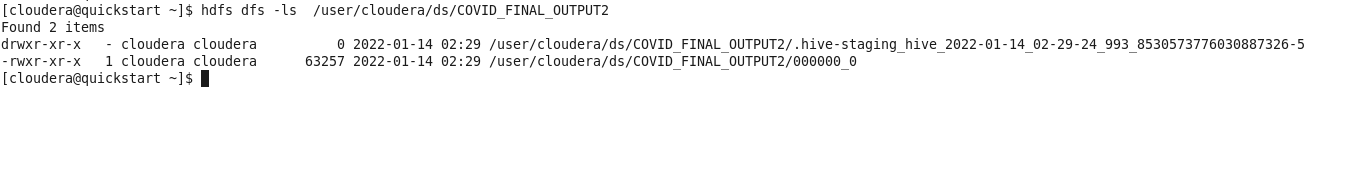 [cloudera@quickstart ~]$ hdfs dfs -ls  /user/cloudera/ds/COVID_FINAL_OUTPUT2
Found 2 items
drwxr-xr-x   - cloudera cloudera          0 2022-01-14 02:29 /user/cloudera/ds/COVID_FINAL_OUTPUT2/.hive-staging_hive_2022-01-14_02-29-24_993_8530573776030887326-5
-rwxr-xr-x   1 cloudera cloudera      63257 2022-01-14 02:29 /user/cloudera/ds/COVID_FINAL_OUTPUT2/000000_0
[cloudera@quickstart ~]$